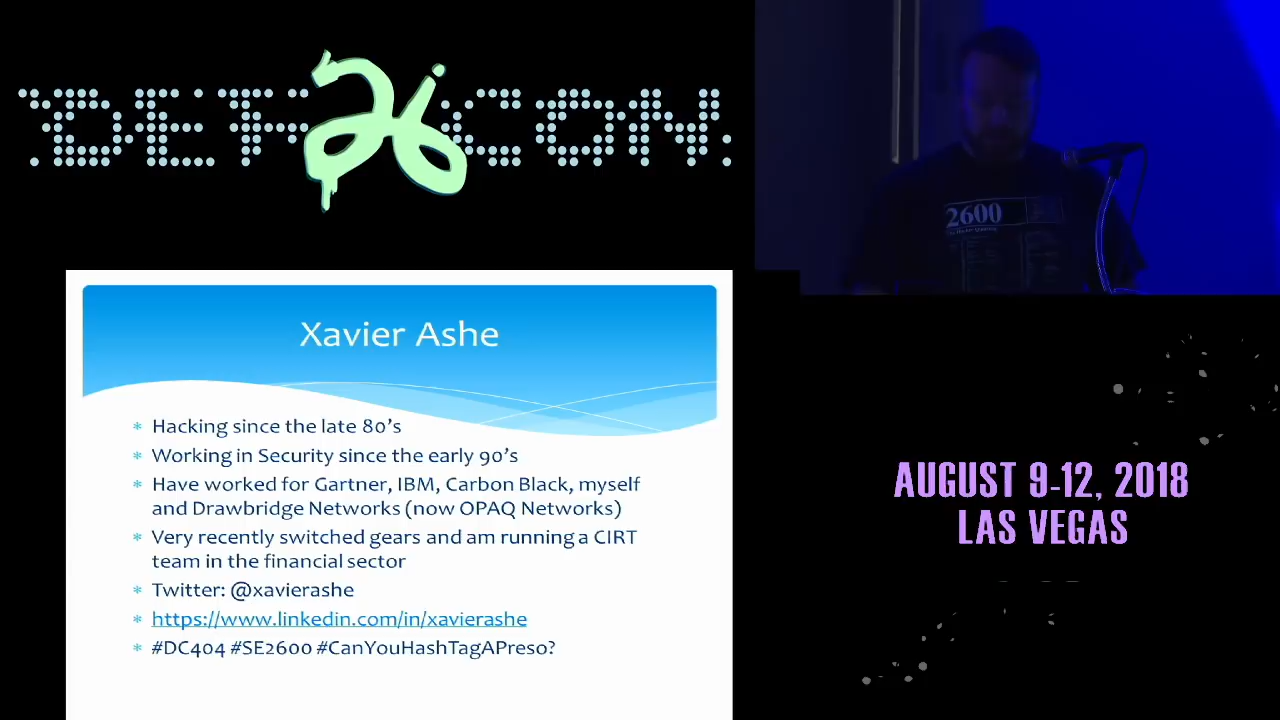 DEF 26 CON
2600
Xavier Ashe
* Hacking since the late 80's
* Working in Security since the early 90's
* Have worked for Gartner, IBM, Carbon Black, myself
and Drawbridge Networks (now OPAQ Networks)
* Very recently switched gears and am running a CIRT
team in the financial sector
* Twitter: @xavierashe
* https://www.linkedin.com/in/xavierashe
* #DC404 #SE2600 #CanYouHashTagAPreso?
AUGUST 9-12, 2018
LAS VEGAS